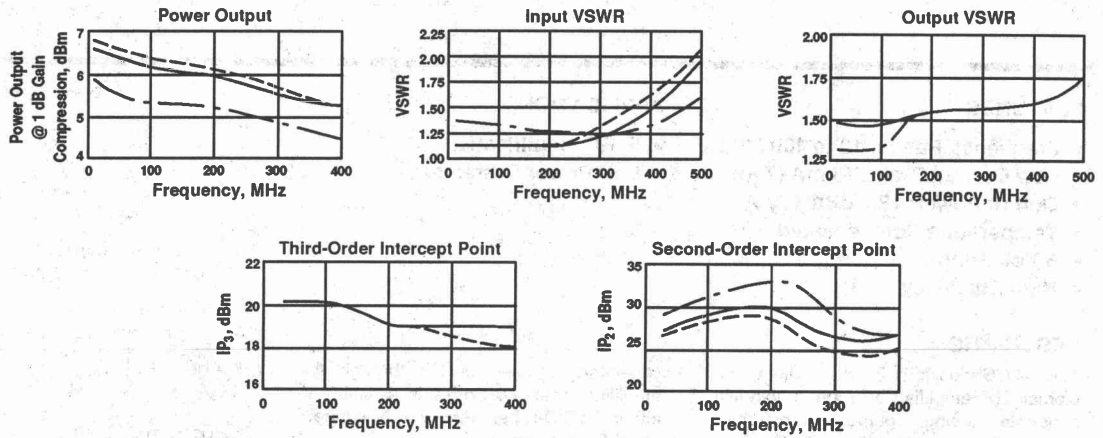 Power Output
Power Output
@ 1 dB Gain
Compression, dBm
7
6
5
4
0 100 200 300 400
Frequency, MHz
Input VSWR
VSWR
2.25
2.00
1.75
1.50
1.25
1.00
0 100 200 300 400 500
Frequency, MHz
Output VSWR
VSWR
2.00
1.75
1.50
1.25
0 100 200 300 400 500
Frequency, MHz
Third-Order Intercept Point
IP3, dBm
22
20
18
16
0 100 200 300 400
Frequency, MHz
Second-Order Intercept Point
IP2, dBm
35
30
25
20
0 100 200 300 400
Frequency, MHz